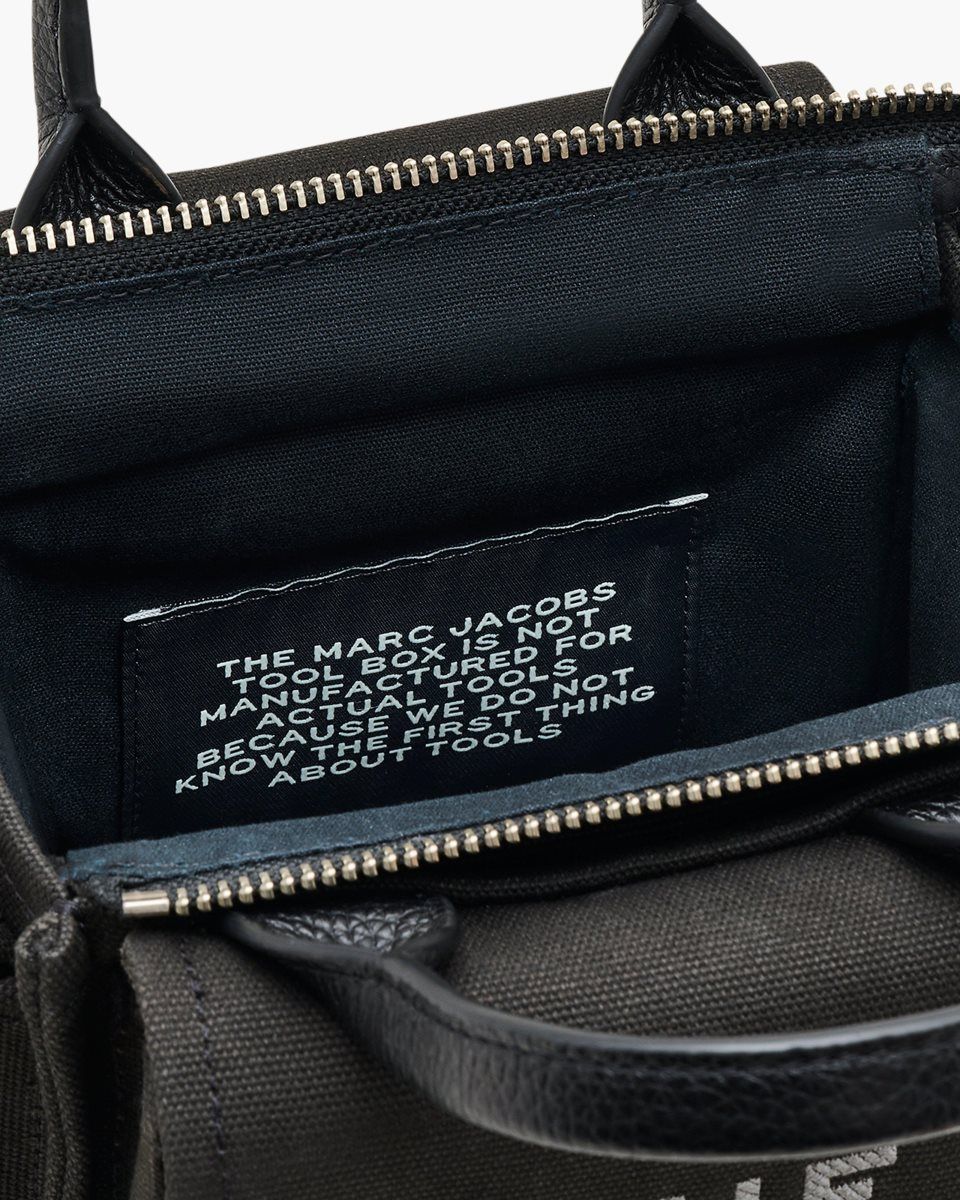 THE MARC JACOBS
TOOL BOX IS NOT
MANUFACTURED FOR
ACTUAL TOOLS
BECAUSE WE DO NOT
KNOW THE FIRST THING
ABOUT TOOLS